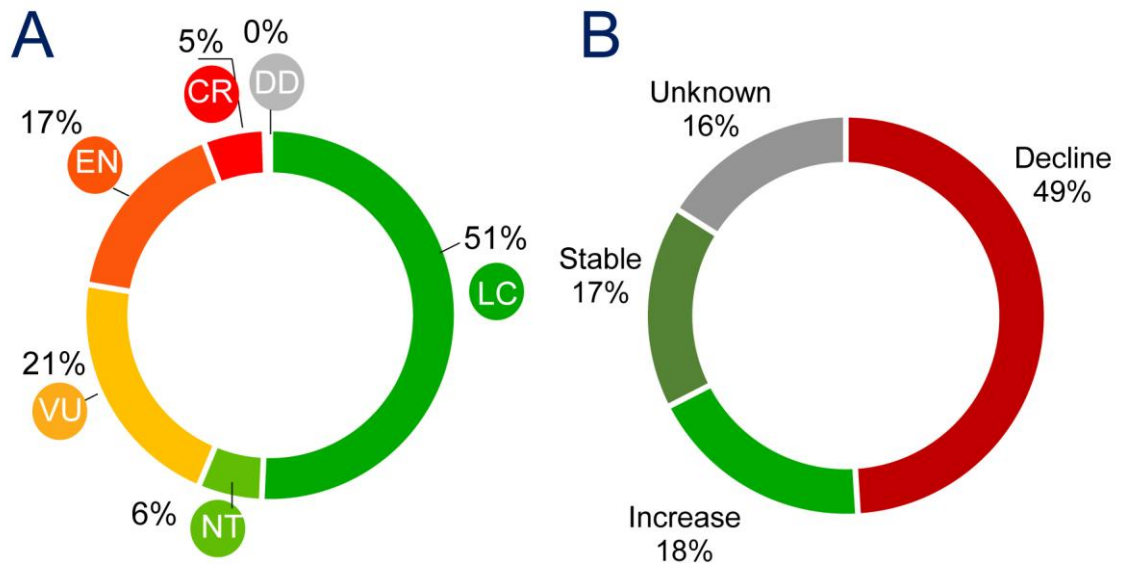 A
5%
0%
CR
DD
17%
EN
51%
LC
21%
VU
6%
NT
B
Unknown
16%
Decline
49%
Stable
17%
Increase
18%